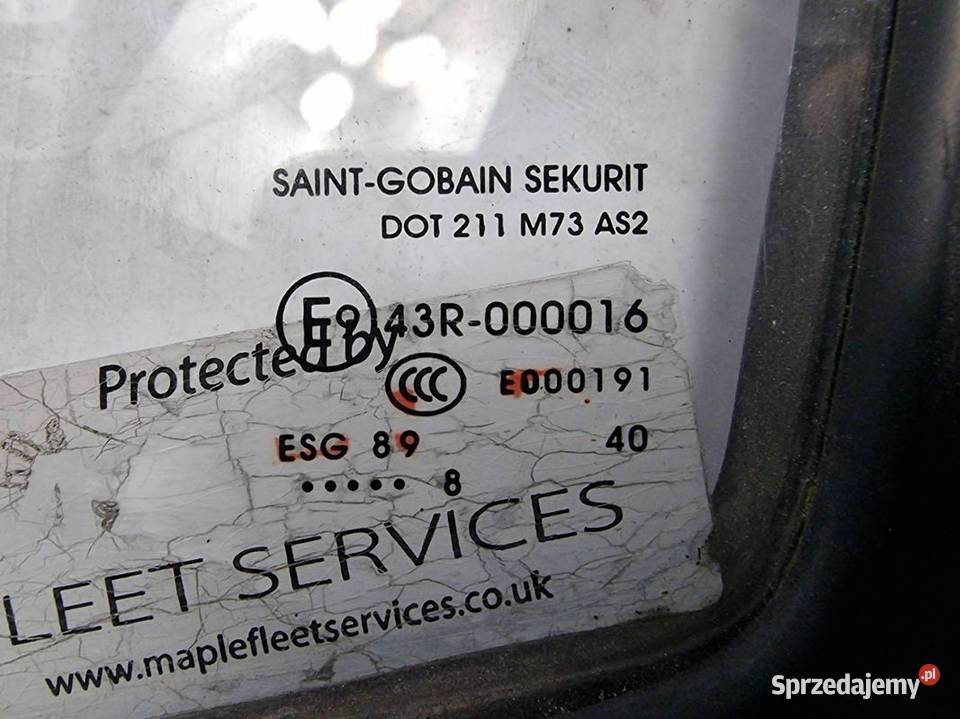 SAINT-GOBAIN SEKURIT
DOT 211 M73 AS2
E9 43R-000016
Protected by
CCC E000191
ESG 89 40
..... 8
LEET SERVICES
www.maplefleetservices.co.uk
Sprzedajemy.pl